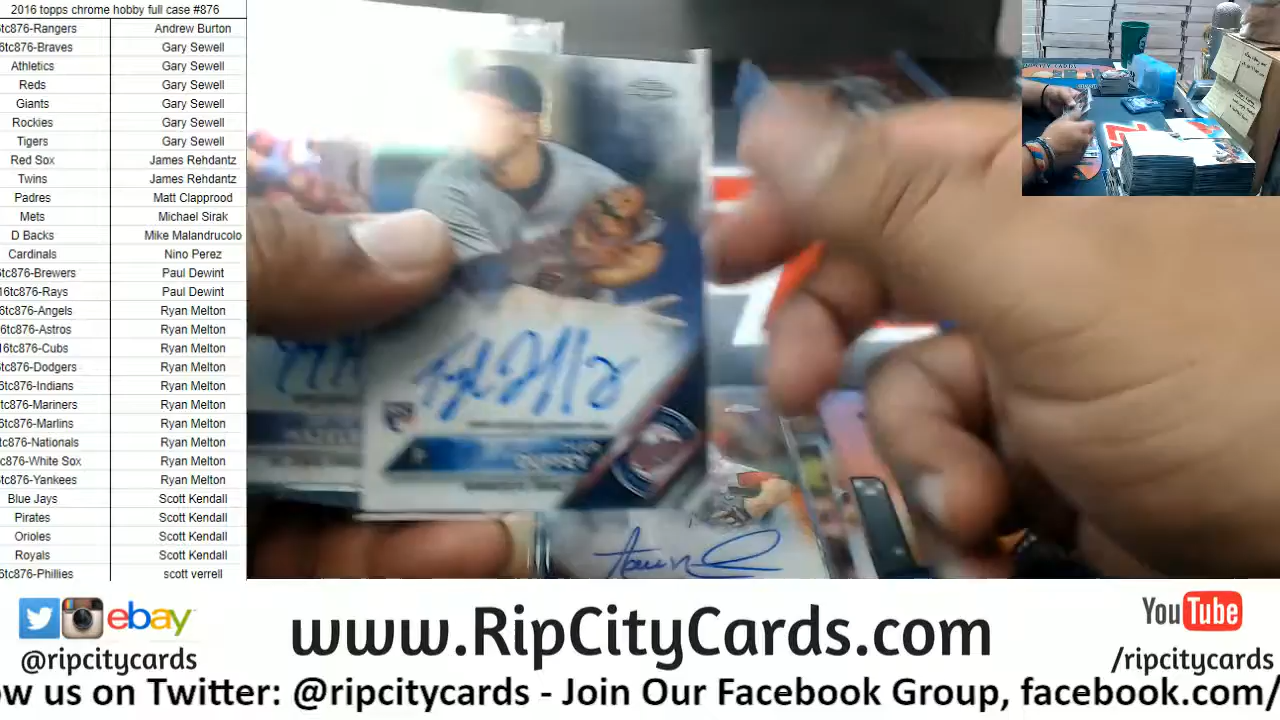 2016 topps chrome hobby full case #876
tc876-Rangers Andrew Burton
6tc876-Braves Gary Sewell
Athletics Gary Sewell
Reds Gary Sewell
Giants Gary Sewell
Rockies Gary Sewell
Tigers Gary Sewell
Red Sox James Rehdantz
Twins James Rehdantz
Padres Matt Clapprood
Mets Michael Sirak
D Backs Mike Malandrucolo
Cardinals Nino Perez
6tc876-Brewers Paul Dewint
16tc876-Rays Paul Dewint
6tc876-Angels Ryan Melton
6tc876-Astros Ryan Melton
16tc876-Cubs Ryan Melton
tc876-Dodgers Ryan Melton
6tc876-Indians Ryan Melton
tc876-Mariners Ryan Melton
6tc876-Marlins Ryan Melton
tc876-Nationals Ryan Melton
tc876-White Sox Ryan Melton
tc876-Yankees Ryan Melton
Blue Jays Scott Kendall
Pirates Scott Kendall
Orioles Scott Kendall
Royals Scott Kendall
6tc876-Phillies scott verrell
ebay
@ripcitycards
www.RipCityCards.com
YouTube
/ripcitycards
ow us on Twitter: @ripcitycards - Join Our Facebook Group, facebook.com/